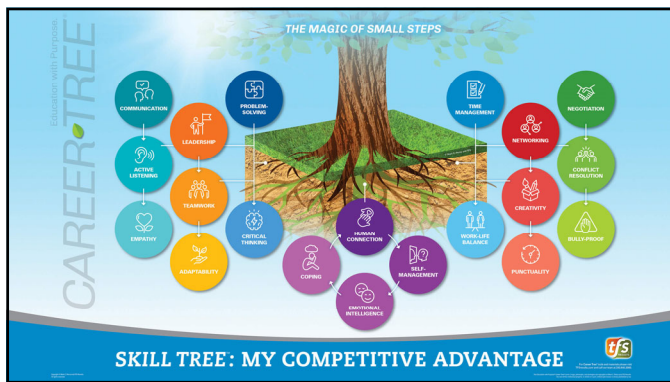 THE MAGIC OF SMALL STEPS
Education with Purpose
CAREER TREE
COMMUNICATION
ACTIVE
LISTENING
EMPATHY
LEADERSHIP
TEAMWORK
ADAPTABILITY
PROBLEM-
SOLVING
CRITICAL
THINKING
HUMAN
CONNECTION
COPING
SELF-
MANAGEMENT
EMOTIONAL
INTELLIGENCE
TIME
MANAGEMENT
WORK-LIFE
BALANCE
NETWORKING
CREATIVITY
PUNCTUALITY
NEGOTIATION
CONFLICT
RESOLUTION
BULLY-PROOF
SKILL TREE: MY COMPETITIVE ADVANTAGE
tfs